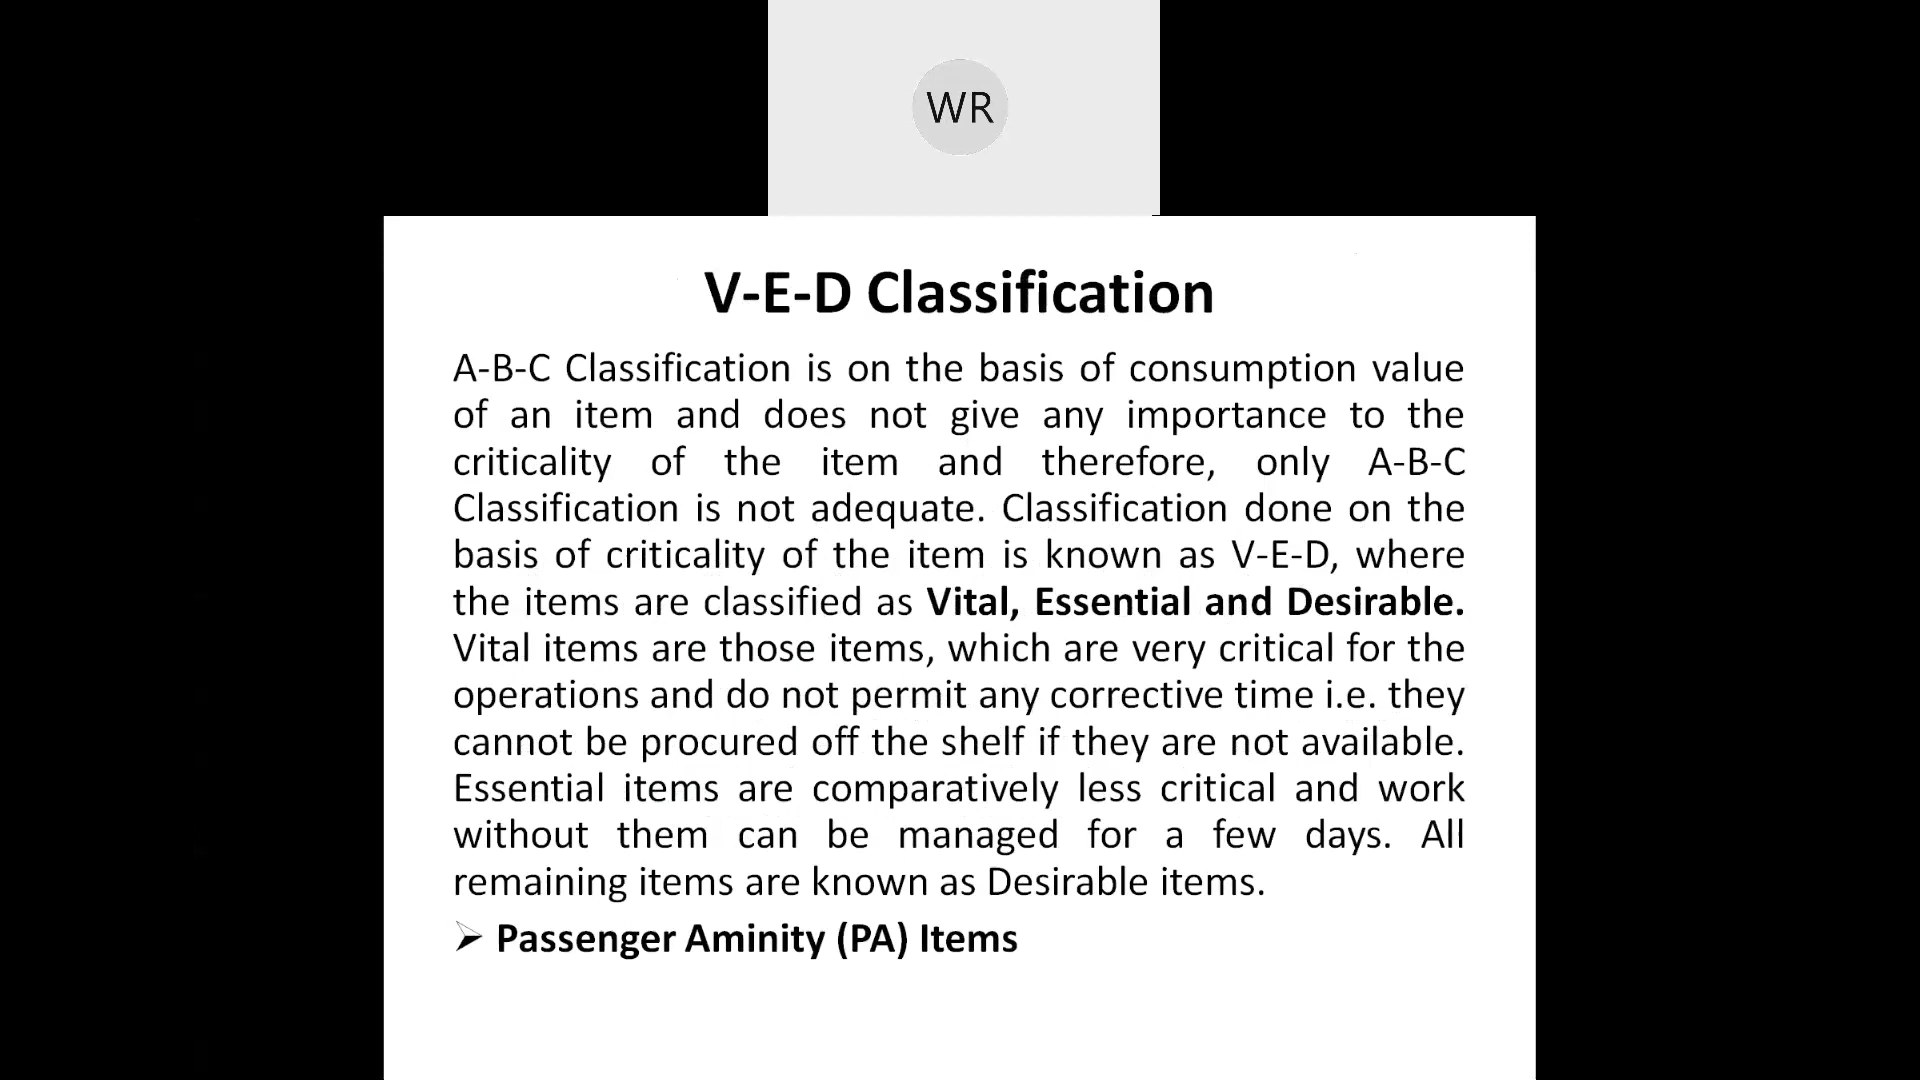 WR
V-E-D Classification
A-B-C Classification is on the basis of consumption value
of an item and does not give any importance to the
criticality of the item and therefore, only A-B-C
Classification is not adequate. Classification done on the
basis of criticality of the item is known as V-E-D, where
the items are classified as Vital, Essential and Desirable.
Vital items are those items, which are very critical for the
operations and do not permit any corrective time i.e. they
cannot be procured off the shelf if they are not available.
Essential items are comparatively less critical and work
without them can be managed for a few days. All
remaining items are known as Desirable items.
➢ Passenger Aminity (PA) Items